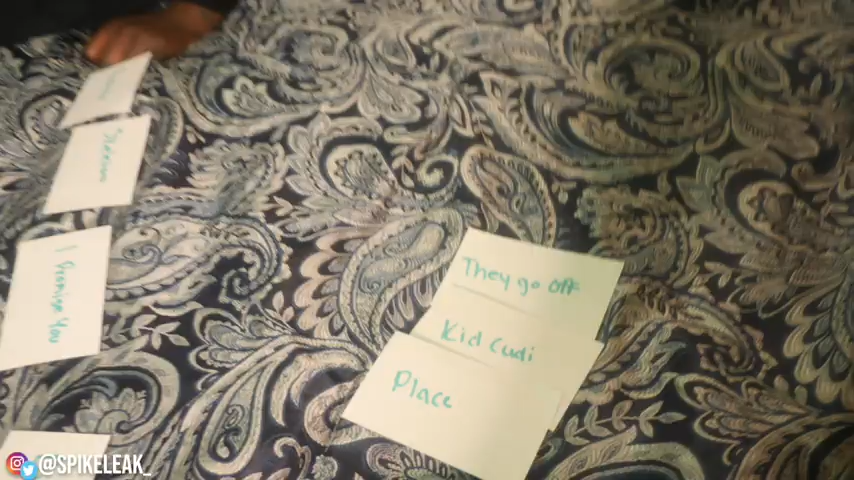 I Promise You
They go off
Kid Cudi
Place
@SPIKELEAK_